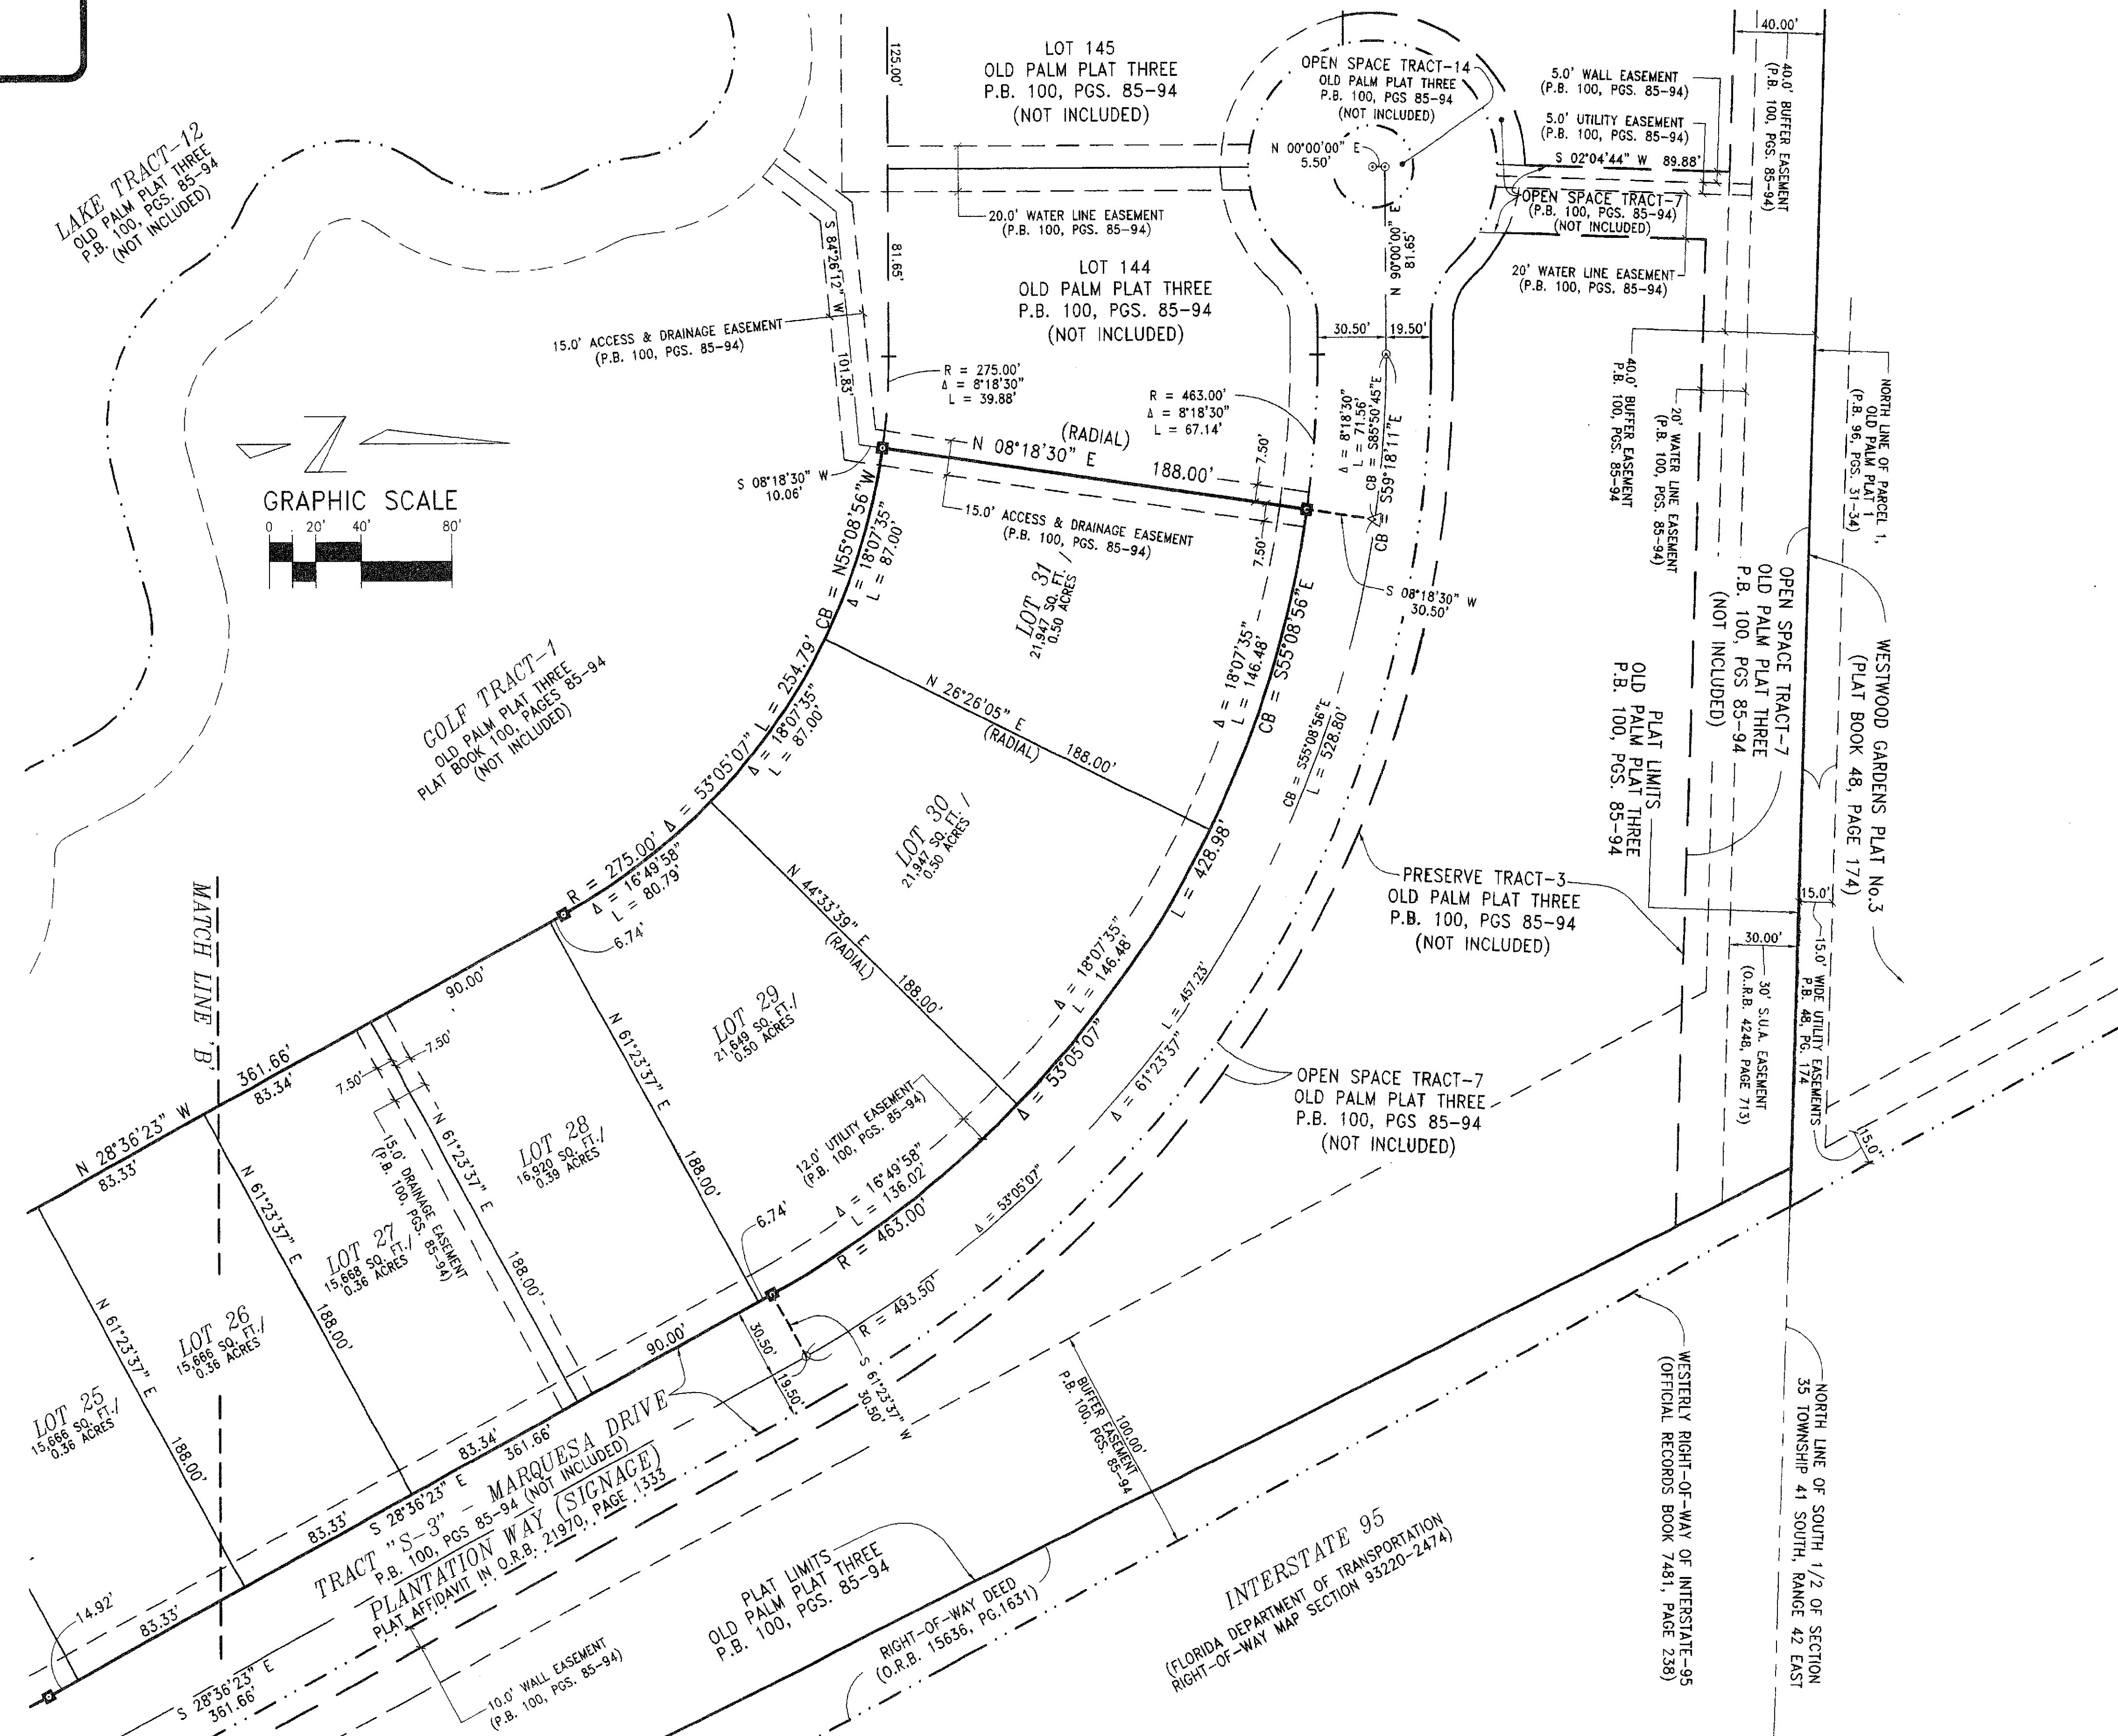 LAKE TRACT-12
OLD PALM PLAT THREE
P.B. 100, PGS. 85-94
(NOT INCLUDED)
125.00'
LOT 145
OLD PALM PLAT THREE
P.B. 100, PGS. 85-94
(NOT INCLUDED)
OPEN SPACE TRACT-14
OLD PALM PLAT THREE
P.B. 100, PGS 85-94
(NOT INCLUDED)
N 00°00'00" E
5.50'
5.0' WALL EASEMENT
(P.B. 100, PGS. 85-94)
5.0' UTILITY EASEMENT
(P.B. 100, PGS. 85-94)
S 02°04'44" W 89.88'
OPEN SPACE TRACT-7
(P.B. 100, PGS. 85-94)
(NOT INCLUDED)
20' WATER LINE EASEMENT
(P.B. 100, PGS. 85-94)
40.00'
40.0' BUFFER EASEMENT
(P.B. 100, PGS. 85-94)
20.0' WATER LINE EASEMENT
(P.B. 100, PGS. 85-94)
S 84°26'12" W
101.83'
81.65'
LOT 144
OLD PALM PLAT THREE
P.B. 100, PGS. 85-94
(NOT INCLUDED)
N 90°00'00" E
81.65'
15.0' ACCESS & DRAINAGE EASEMENT
(P.B. 100, PGS. 85-94)
30.50'
19.50'
R = 275.00'
Δ = 8°18'30"
L = 39.88'
R = 463.00'
Δ = 8°18'30"
L = 67.14'
Δ = 8°18'30"
L = 71.56'
CB = S85°50'45"E
CB = S59°18'11"E
40.0' BUFFER EASEMENT
P.B. 100, PGS. 85-94
20' WATER LINE EASEMENT
(P.B. 100, PGS. 85-94)
NORTH LINE OF PARCEL 1,
OLD PALM PLAT 1
(P.B. 96, PGS. 31-34)
GRAPHIC SCALE
0 20' 40' 80'
(RADIAL)
N 08°18'30" E
188.00'
7.50'
7.50'
S 08°18'30" W
10.06'
15.0' ACCESS & DRAINAGE EASEMENT
(P.B. 100, PGS. 85-94)
S 08°18'30" W
30.50'
CB = N55°08'56"W
Δ = 18°07'35"
L = 87.00'
LOT 31
21,947 SQ. FT. /
0.50 ACRES
Δ = 18°07'35"
L = 146.48'
CB = S55°08'56"E
CB = S55°08'56"E
L = 528.80'
OPEN SPACE TRACT-7
OLD PALM PLAT THREE
P.B. 100, PGS 85-94
(NOT INCLUDED)
WESTWOOD GARDENS PLAT No.3
(PLAT BOOK 48, PAGE 174)
PLAT LIMITS
OLD PALM PLAT THREE
P.B. 100, PGS. 85-94
GOLF TRACT-1
OLD PALM PLAT THREE
PLAT BOOK 100, PAGES 85-94
(NOT INCLUDED)
L = 254.79'
Δ = 18°07'35"
L = 87.00'
N 26°26'05" E
(RADIAL)
188.00'
LOT 30
21,947 SQ. FT. /
0.50 ACRES
L = 428.98'
Δ = 53°05'07"
R = 275.00'
Δ = 16°49'58"
L = 80.79'
6.74'
N 44°33'39" E
(RADIAL)
188.00'
Δ = 18°07'35"
L = 146.48'
Δ = 53°05'07"
L = 457.23'
Δ = 61°23'37"
PRESERVE TRACT-3
OLD PALM PLAT THREE
P.B. 100, PGS 85-94
(NOT INCLUDED)
15.0'
30.00'
30' S.U.A. EASEMENT
(O.R.B. 4248, PAGE 713)
15.0' WIDE UTILITY EASEMENTS
P.B. 48, PG. 174
15.0'
OPEN SPACE TRACT-7
OLD PALM PLAT THREE
P.B. 100, PGS 85-94
(NOT INCLUDED)
MATCH LINE 'B'
90.00'
LOT 29
21,649 SQ. FT./
0.50 ACRES
N 61°23'37" E
188.00'
7.50'
7.50'
361.66'
83.34'
N 28°36'23" W
83.33'
15.0' DRAINAGE EASEMENT
(P.B. 100, PGS. 85-94)
N 61°23'37" E
188.00'
LOT 28
16,920 SQ. FT./
0.39 ACRES
12.0' UTILITY EASEMENT
(P.B. 100, PGS. 85-94)
6.74'
Δ = 16°49'58"
L = 136.02'
R = 463.00'
Δ = 53°05'07"
R = 493.50'
N 61°23'37" E
188.00'
LOT 27
15,668 SQ. FT./
0.36 ACRES
LOT 26
15,666 SQ. FT./
0.36 ACRES
N 61°23'37" E
188.00'
LOT 25
15,666 SQ. FT./
0.36 ACRES
90.00'
30.50'
19.50'
S 61°23'37" W
30.50'
83.34'
361.66'
S 28°36'23" E
83.33'
83.33'
14.92'
TRACT "S-3" - MARQUESA DRIVE
P.B. 100, PGS 85-94 (NOT INCLUDED)
PLANTATION WAY (SIGNAGE)
PLAT AFFIDAVIT IN O.R.B. 21970, PAGE 1333
S 28°36'23" E
361.66'
10.0' WALL EASEMENT
(P.B. 100, PGS. 85-94)
100.00'
BUFFER EASEMENT
P.B. 100, PGS. 85-94
PLAT LIMITS
OLD PALM PLAT THREE
P.B. 100, PGS. 85-94
RIGHT-OF-WAY DEED
(O.R.B. 15636, PG.1631)
INTERSTATE 95
(FLORIDA DEPARTMENT OF TRANSPORTATION
RIGHT-OF-WAY MAP SECTION 93220-2474)
WESTERLY RIGHT-OF-WAY OF INTERSTATE-95
(OFFICIAL RECORDS BOOK 7481, PAGE 238)
NORTH LINE OF SOUTH 1/2 OF SECTION
35 TOWNSHIP 41 SOUTH, RANGE 42 EAST